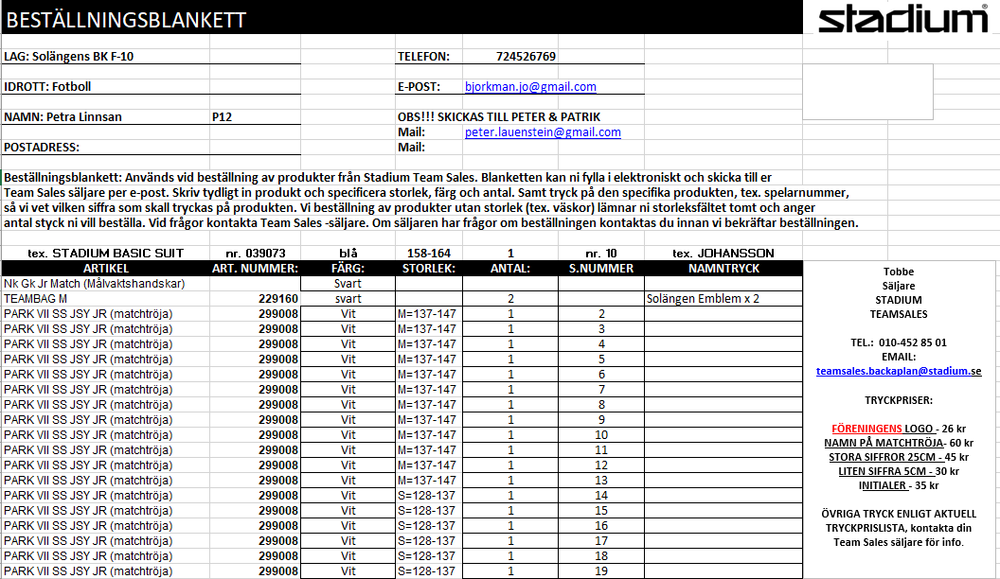 BESTÄLLNINGSBLANKETT
stadium®
LAG: Solängens BK F-10 TELEFON: 724526769
IDROTT: Fotboll E-POST: bjorkman.jo@gmail.com
NAMN: Petra Linnsan P12 OBS!!! SKICKAS TILL PETER & PATRIK
Mail: peter.lauenstein@gmail.com
POSTADRESS: Mail:
Beställningsblankett: Används vid beställning av produkter från Stadium Team Sales. Blanketten kan ni fylla i elektroniskt och skicka till er
Team Sales säljare per e-post. Skriv tydligt in produkt och specificera storlek, färg och antal. Samt tryck på den specifika produkten, tex. spelarnummer,
så vi vet vilken siffra som skall tryckas på produkten. Vi beställning av produkter utan storlek (tex. väskor) lämnar ni storleksfältet tomt och anger
antal styck ni vill beställa. Vid frågor kontakta Team Sales -säljare. Om säljaren har frågor om beställningen kontaktas du innan vi bekräftar beställningen.
tex. STADIUM BASIC SUIT nr. 039073 blå 158-164 1 nr. 10 tex. JOHANSSON
ARTIKEL ART. NUMMER: FÄRG: STORLEK: ANTAL: S.NUMMER NAMNTRYCK
Nk Gk Jr Match (Målvaktshandskar) Svart
TEAMBAG M 229160 svart 2 Solängen Emblem x 2
PARK VII SS JSY JR (matchtröja) 299008 Vit M=137-147 1 2
PARK VII SS JSY JR (matchtröja) 299008 Vit M=137-147 1 3
PARK VII SS JSY JR (matchtröja) 299008 Vit M=137-147 1 4
PARK VII SS JSY JR (matchtröja) 299008 Vit M=137-147 1 5
PARK VII SS JSY JR (matchtröja) 299008 Vit M=137-147 1 6
PARK VII SS JSY JR (matchtröja) 299008 Vit M=137-147 1 7
PARK VII SS JSY JR (matchtröja) 299008 Vit M=137-147 1 8
PARK VII SS JSY JR (matchtröja) 299008 Vit M=137-147 1 9
PARK VII SS JSY JR (matchtröja) 299008 Vit M=137-147 1 10
PARK VII SS JSY JR (matchtröja) 299008 Vit M=137-147 1 11
PARK VII SS JSY JR (matchtröja) 299008 Vit M=137-147 1 12
PARK VII SS JSY JR (matchtröja) 299008 Vit M=137-147 1 13
PARK VII SS JSY JR (matchtröja) 299008 Vit S=128-137 1 14
PARK VII SS JSY JR (matchtröja) 299008 Vit S=128-137 1 15
PARK VII SS JSY JR (matchtröja) 299008 Vit S=128-137 1 16
PARK VII SS JSY JR (matchtröja) 299008 Vit S=128-137 1 17
PARK VII SS JSY JR (matchtröja) 299008 Vit S=128-137 1 18
PARK VII SS JSY JR (matchtröja) 299008 Vit S=128-137 1 19
Tobbe
Säljare
STADIUM
TEAMSALES
TEL.: 010-452 85 01
EMAIL:
teamsales.backaplan@stadium.se
TRYCKPRISER:
FÖRENINGENS LOGO - 26 kr
NAMN PÅ MATCHTRÖJA- 60 kr
STORA SIFFROR 25CM - 45 kr
LITEN SIFFRA 5CM - 30 kr
INITIALER - 35 kr
ÖVRIGA TRYCK ENLIGT AKTUELL
TRYCKPRISLISTA, kontakta din
Team Sales säljare för info.